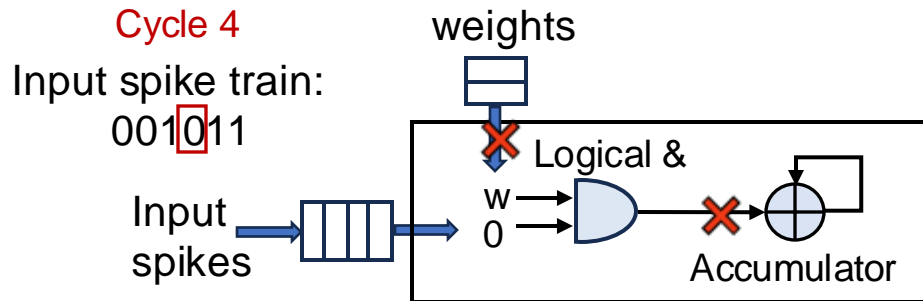 Cycle 4
weights
Input spike train:
001011
Logical &
w
0
Input
spikes
Accumulator